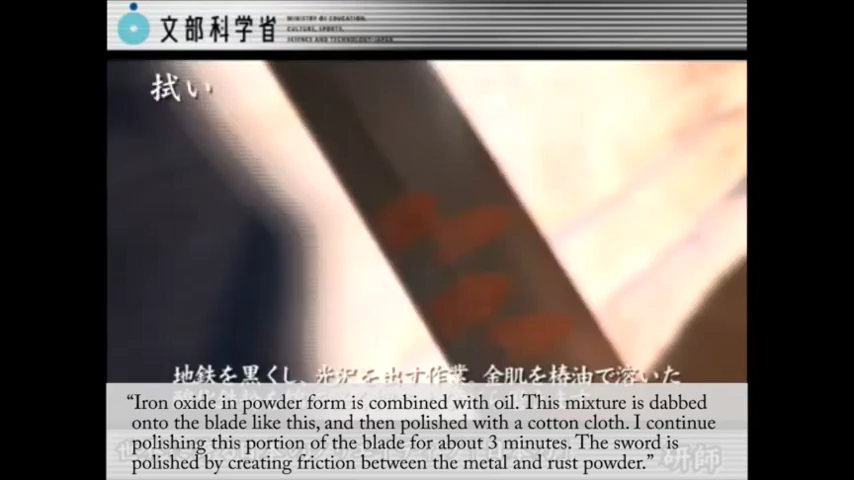 文部科学省
MINISTRY OF EDUCATION,
CULTURE, SPORTS,
SCIENCE AND TECHNOLOGY-JAPAN
拭い
地鉄を黒くし、光沢を出す作業。金肌を椿油で溶いた
“Iron oxide in powder form is combined with oil. This mixture is dabbed
onto the blade like this, and then polished with a cotton cloth. I continue
polishing this portion of the blade for about 3 minutes. The sword is
polished by creating friction between the metal and rust powder.”
研師